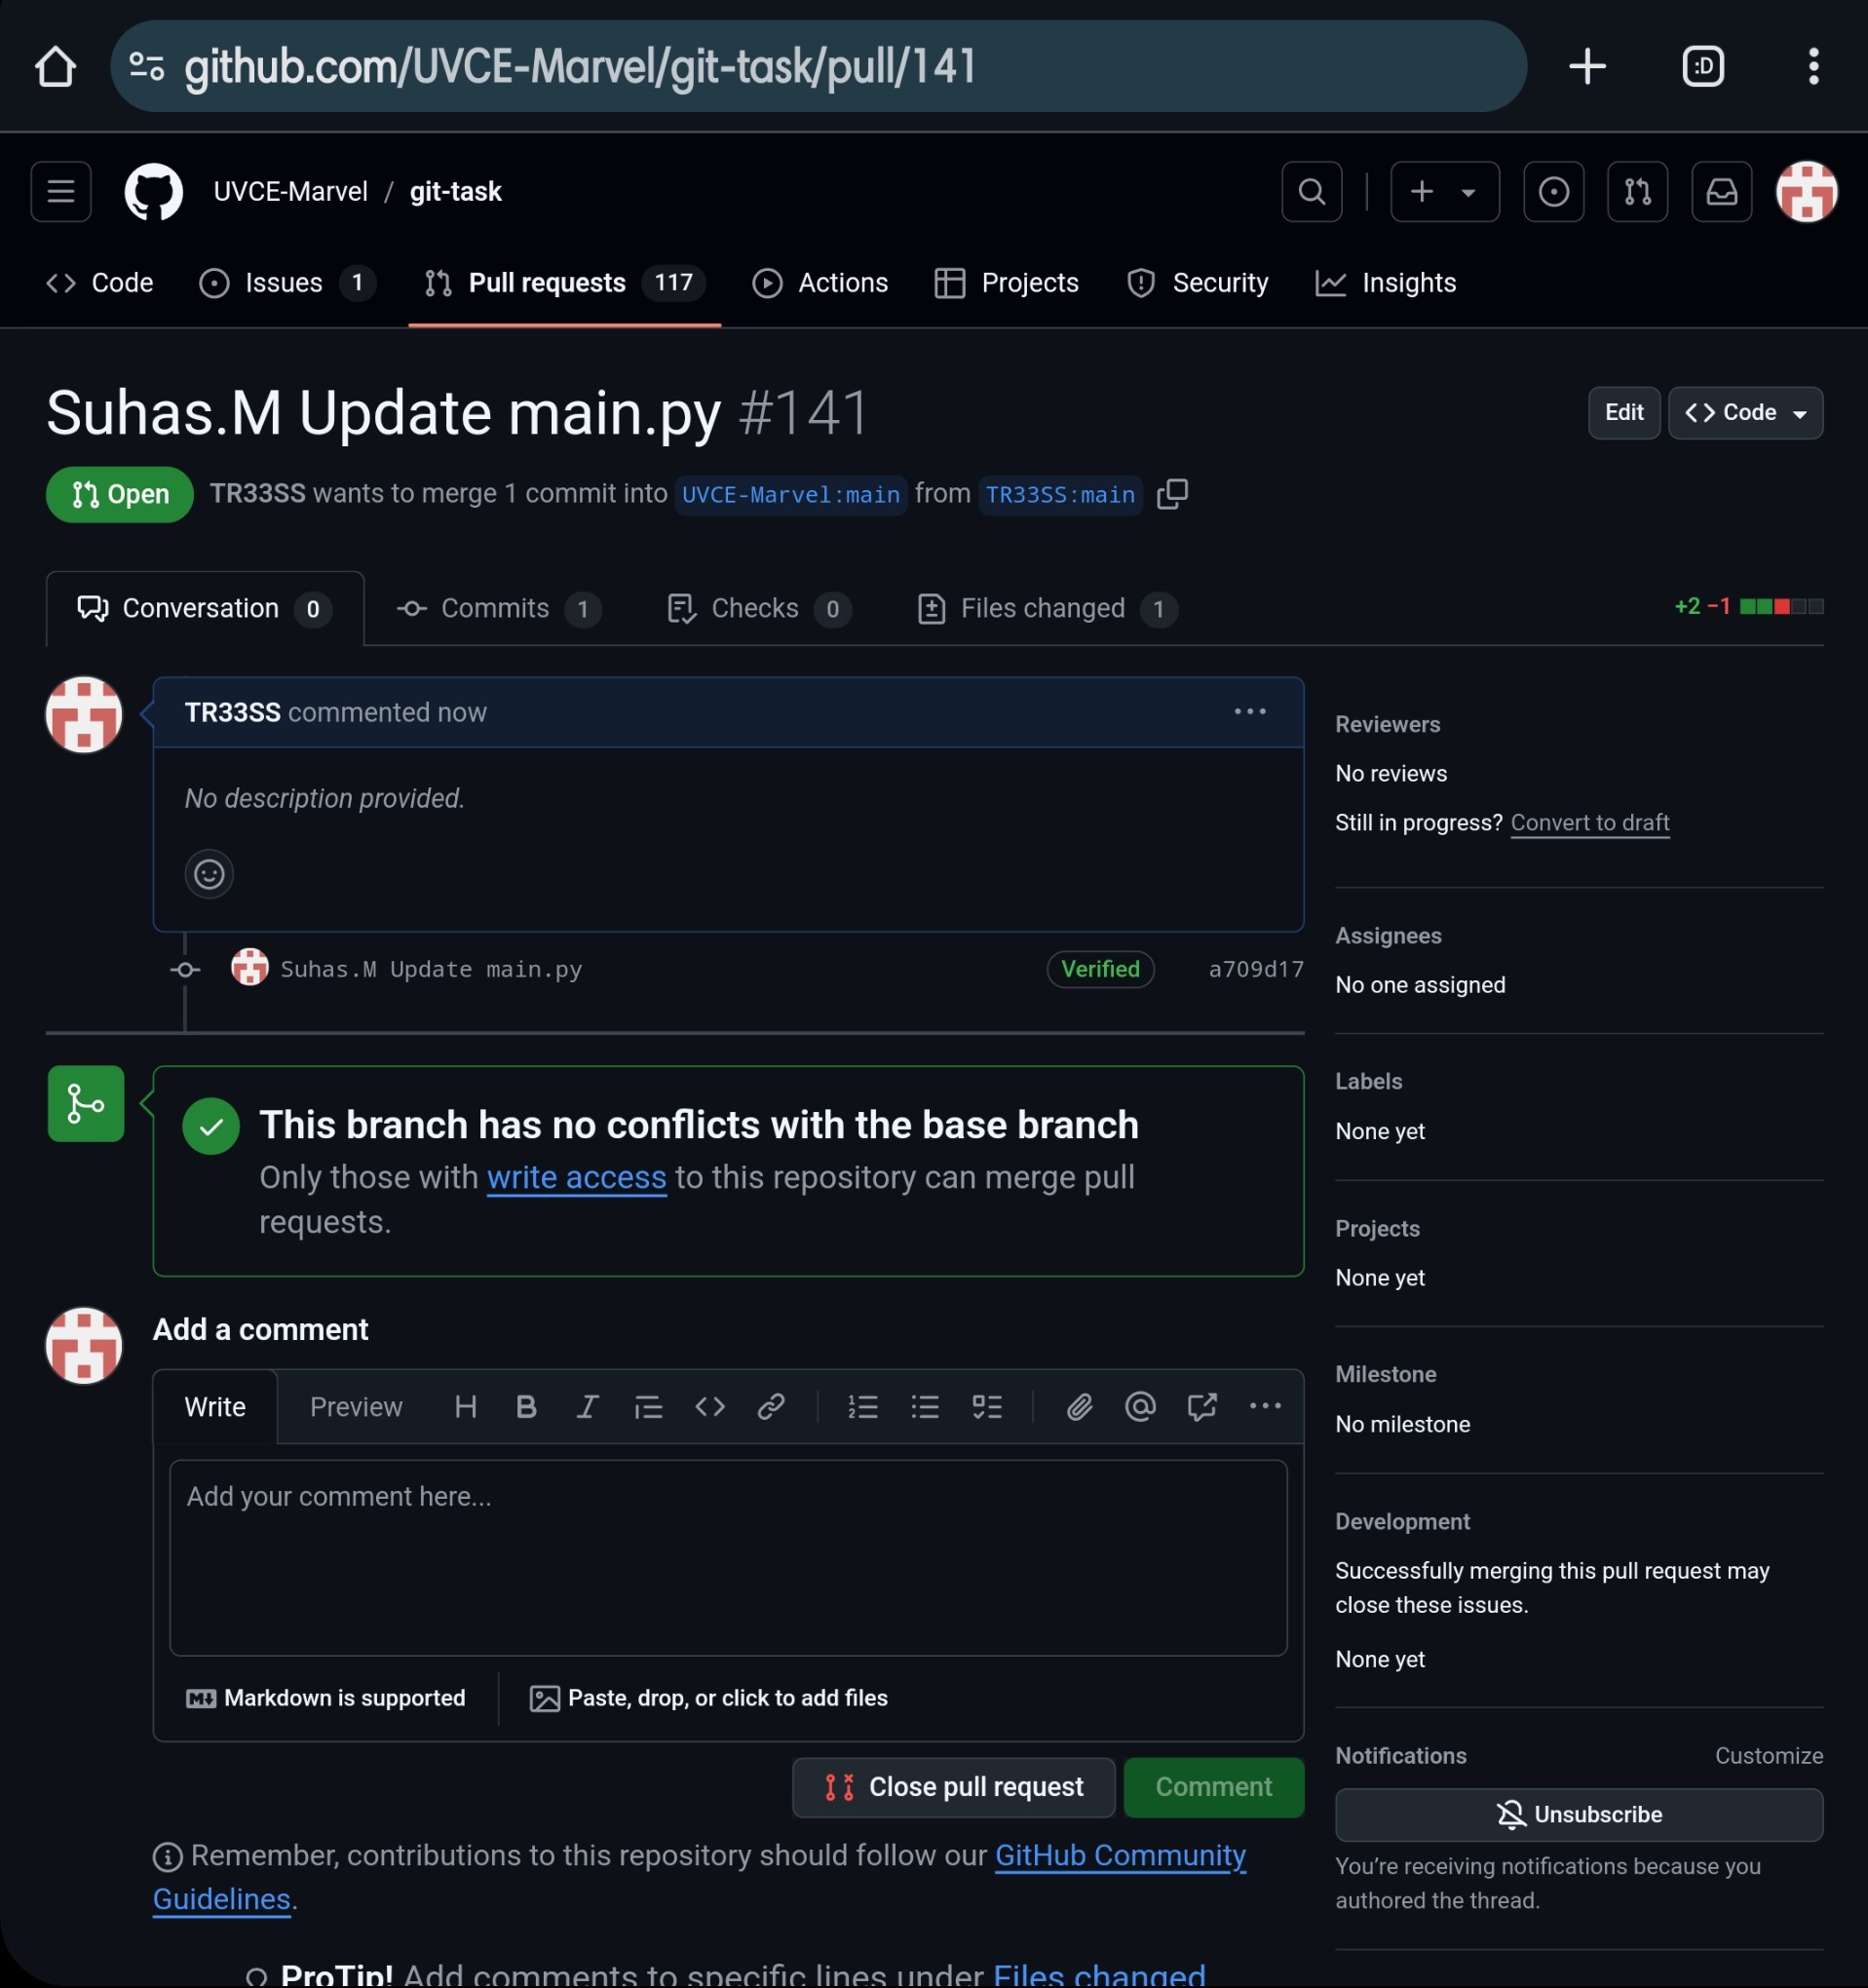 github.com/UVCE-Marvel/git-task/pull/141
:D
UVCE-Marvel / git-task
Code Issues 1 Pull requests 117 Actions Projects Security Insights
Suhas.M Update main.py #141
Edit Code
Open TR33SS wants to merge 1 commit into UVCE-Marvel:main from TR33SS:main
Conversation 0 Commits 1 Checks 0 Files changed 1 +2 −1
TR33SS commented now
No description provided.
Suhas.M Update main.py Verified a709d17
This branch has no conflicts with the base branch
Only those with write access to this repository can merge pull
requests.
Add a comment
Write Preview
Add your comment here...
Markdown is supported Paste, drop, or click to add files
Close pull request Comment
Remember, contributions to this repository should follow our GitHub Community
Guidelines.
ProTip! Add comments to specific lines under Files changed
Reviewers
No reviews
Still in progress? Convert to draft
Assignees
No one assigned
Labels
None yet
Projects
None yet
Milestone
No milestone
Development
Successfully merging this pull request may
close these issues.
None yet
Notifications Customize
Unsubscribe
You’re receiving notifications because you
authored the thread.